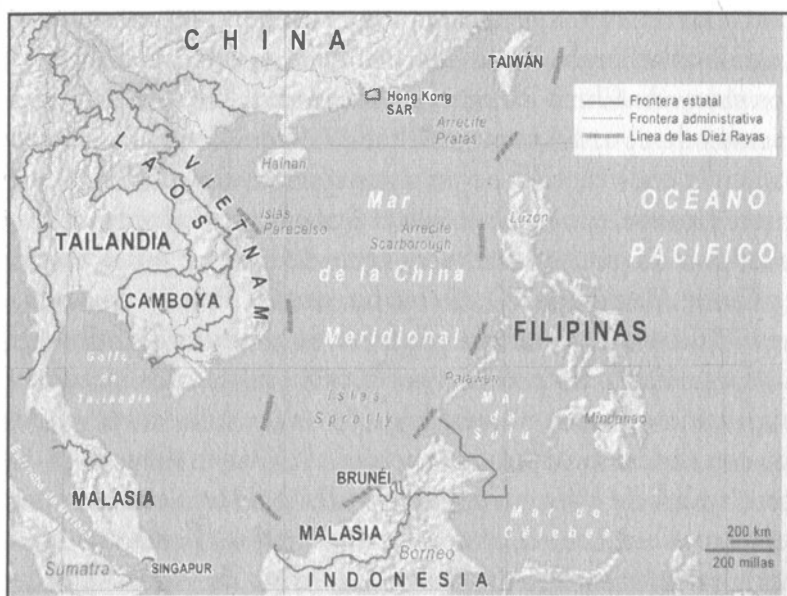 CHINA
TAIWÁN
Hong Kong
SAR
Frontera estatal
Frontera administrativa
Línea de las Diez Rayas
Arrecife
Pratas
Hainan
LAOS
VIETNAM
Islas
Paracelso
Mar
de la China
Meridional
Arrecife
Scarborough
Luzón
OCÉANO
PÁCIFICO
TAILANDIA
CAMBOYA
FILIPINAS
Golfo
de
Tailandia
Islas
Spratly
Palawan
Mar
de
Sulu
Mindanao
MALASIA
BRUNÉI
MALASIA
Borneo
Mar de
Célebes
200 km
200 millas
Sumatra
SINGAPUR
INDONESIA